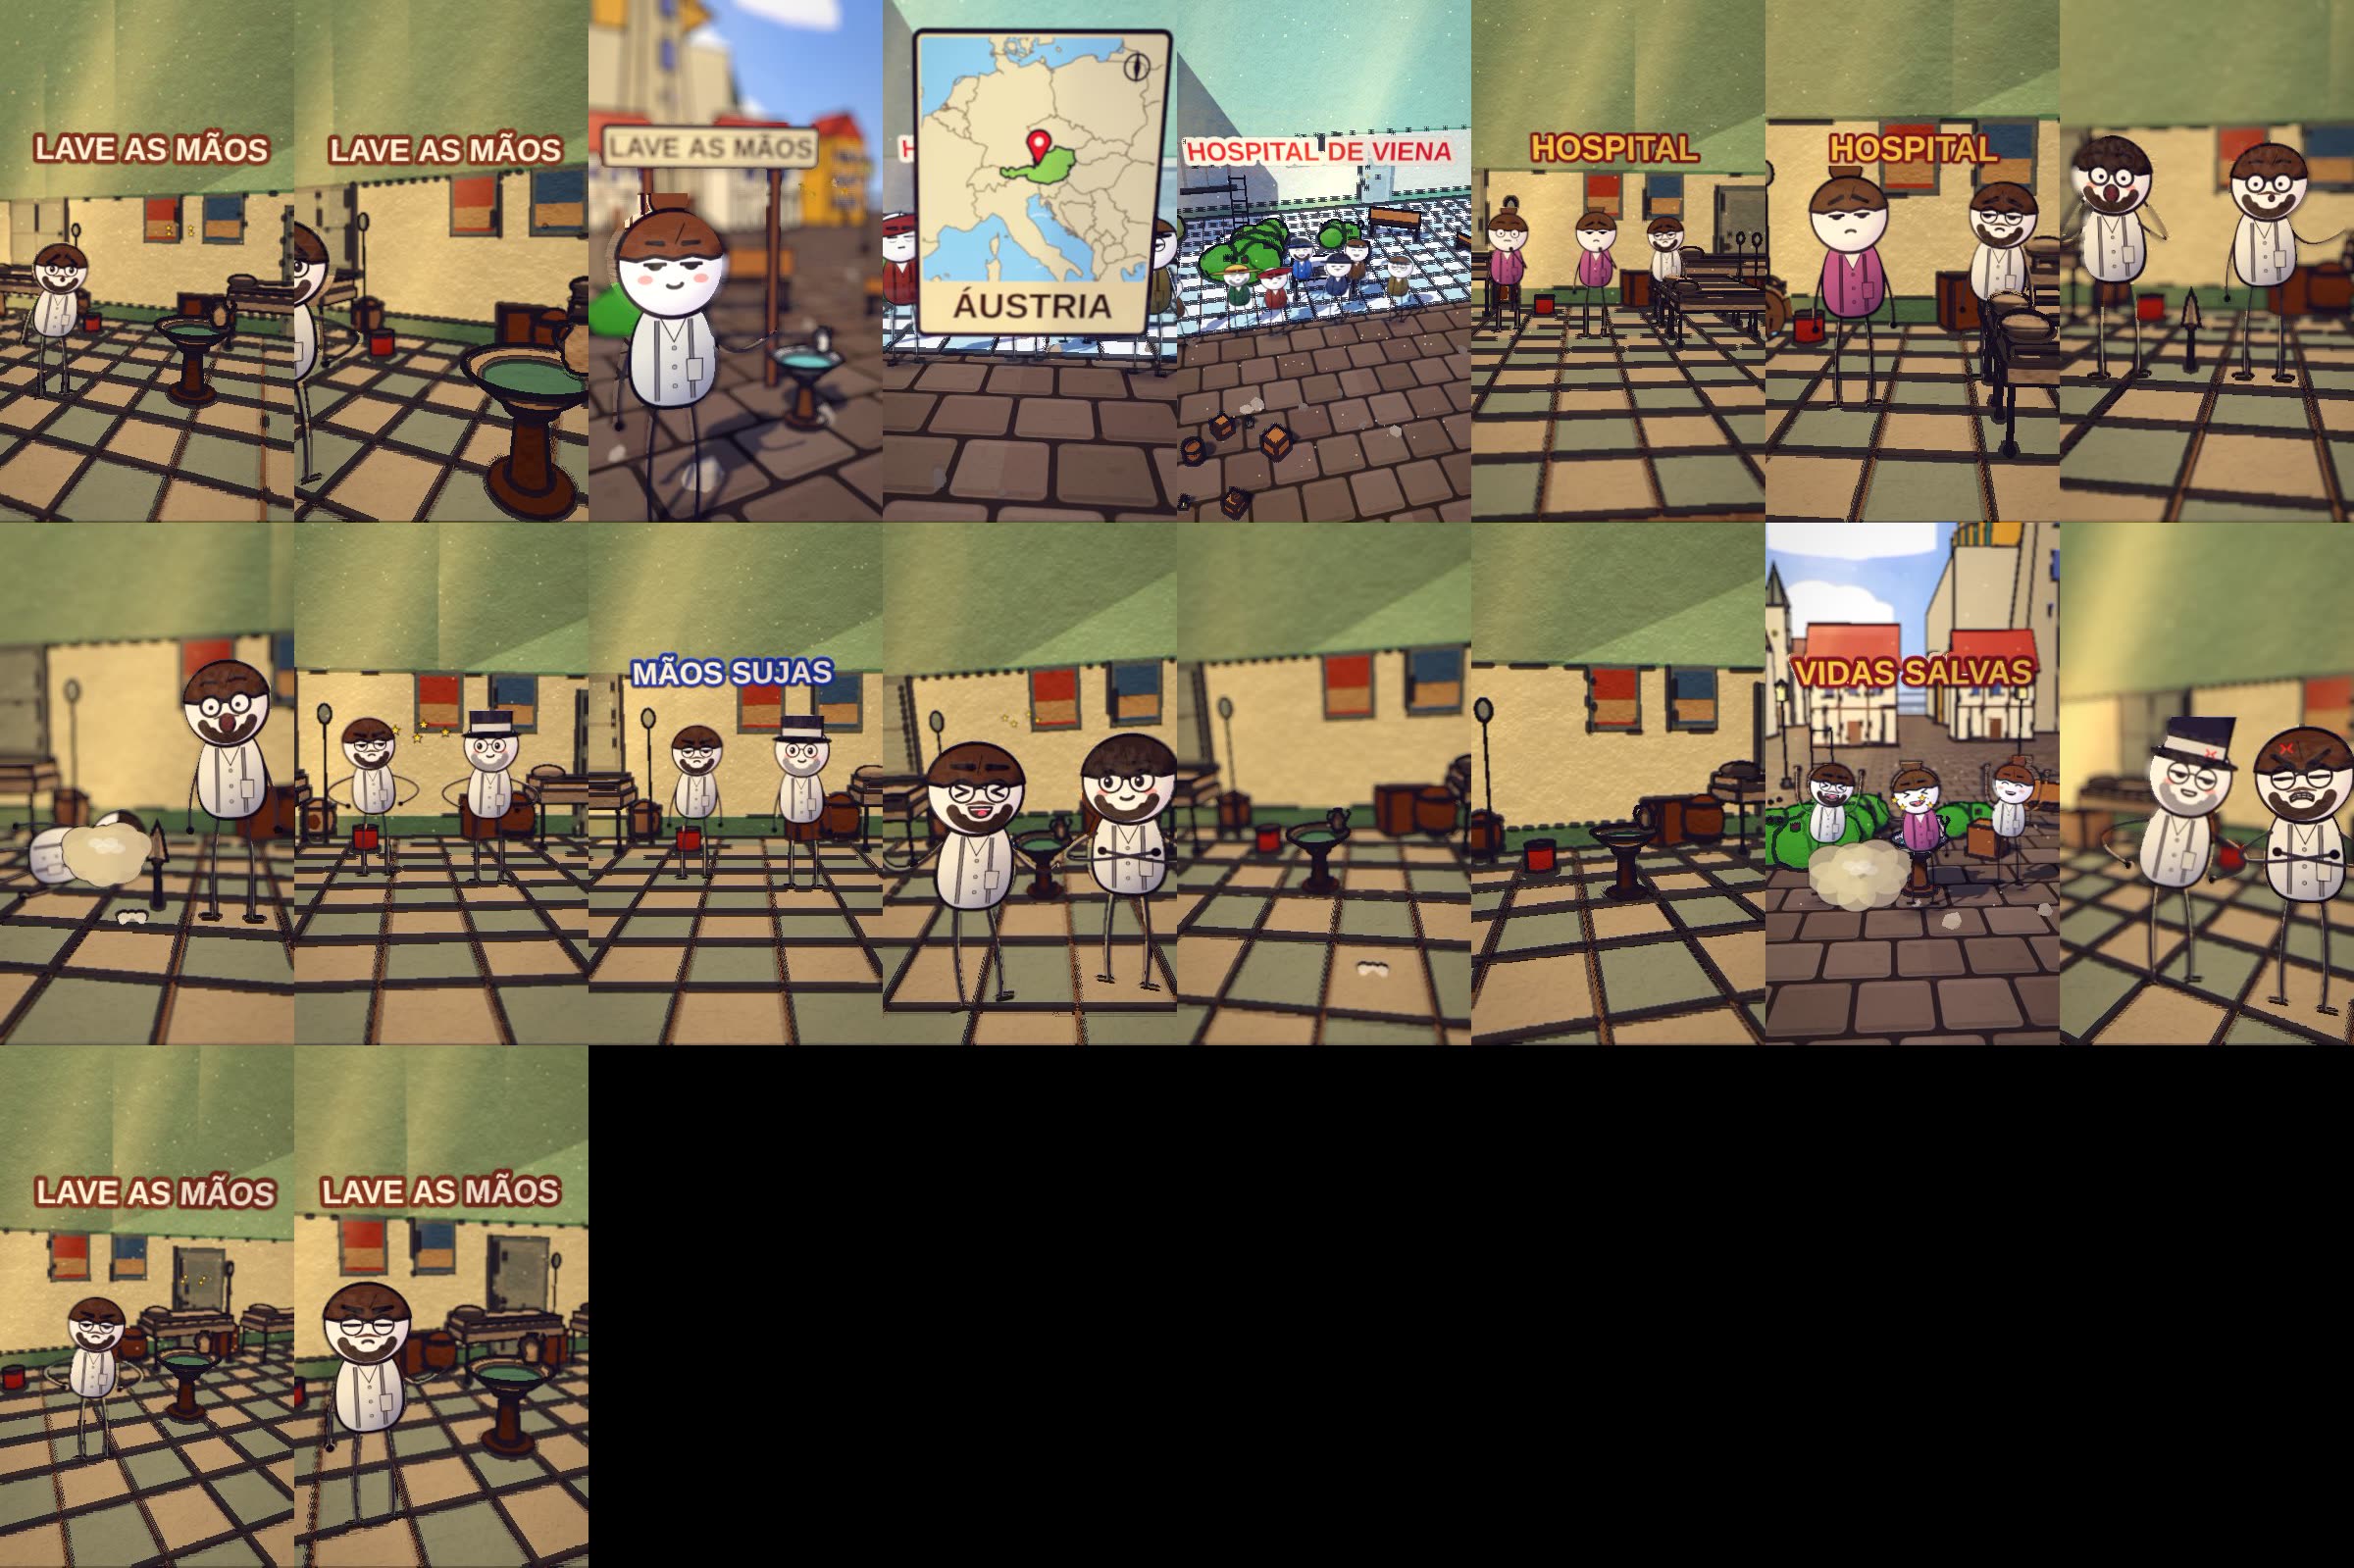 LAVE AS MÃOS
LAVE AS MÃOS
LAVE AS MÃOS
H
ÁUSTRIA
HOSPITAL DE VIENA
HOSPITAL
HOSPITAL
MÃOS SUJAS
VIDAS SALVAS
LAVE AS MÃOS
LAVE AS MÃOS